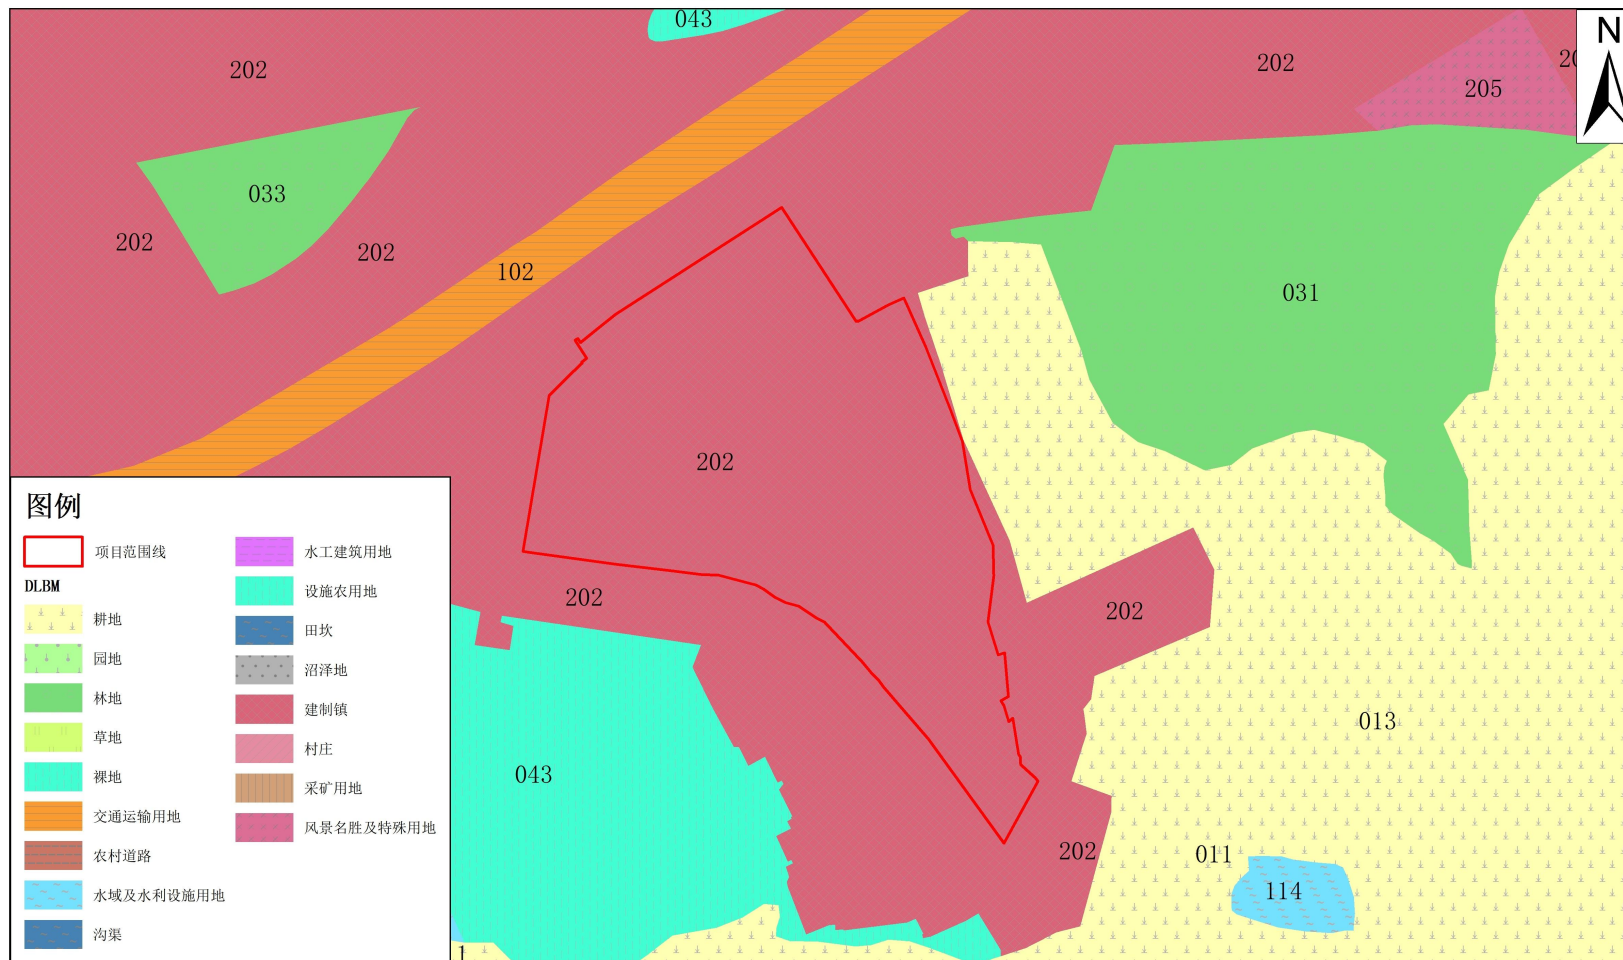 043
N
202
202
20
205
033
031
202
202
102
202
202
202
013
043
202
011
114
1
图例
项目范围线
DLBM
耕地
园地
林地
草地
裸地
交通运输用地
农村道路
水域及水利设施用地
沟渠
水工建筑用地
设施农用地
田坎
沼泽地
建制镇
村庄
采矿用地
风景名胜及特殊用地